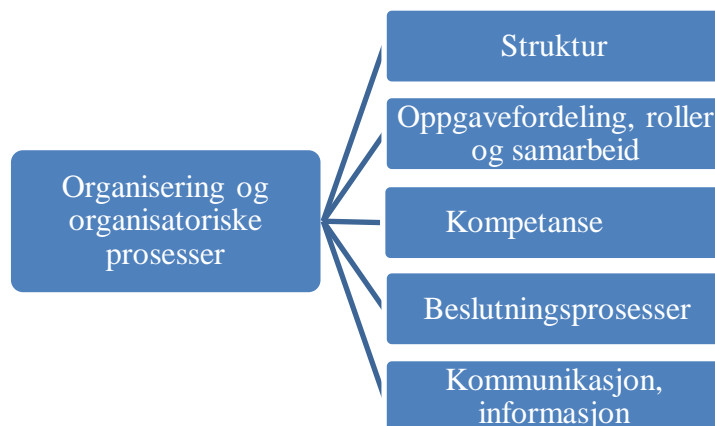 Organisering og
organisatoriske
prosesser
Struktur
Oppgavefordeling, roller
og samarbeid
Kompetanse
Beslutningsprosesser
Kommunikasjon,
informasjon